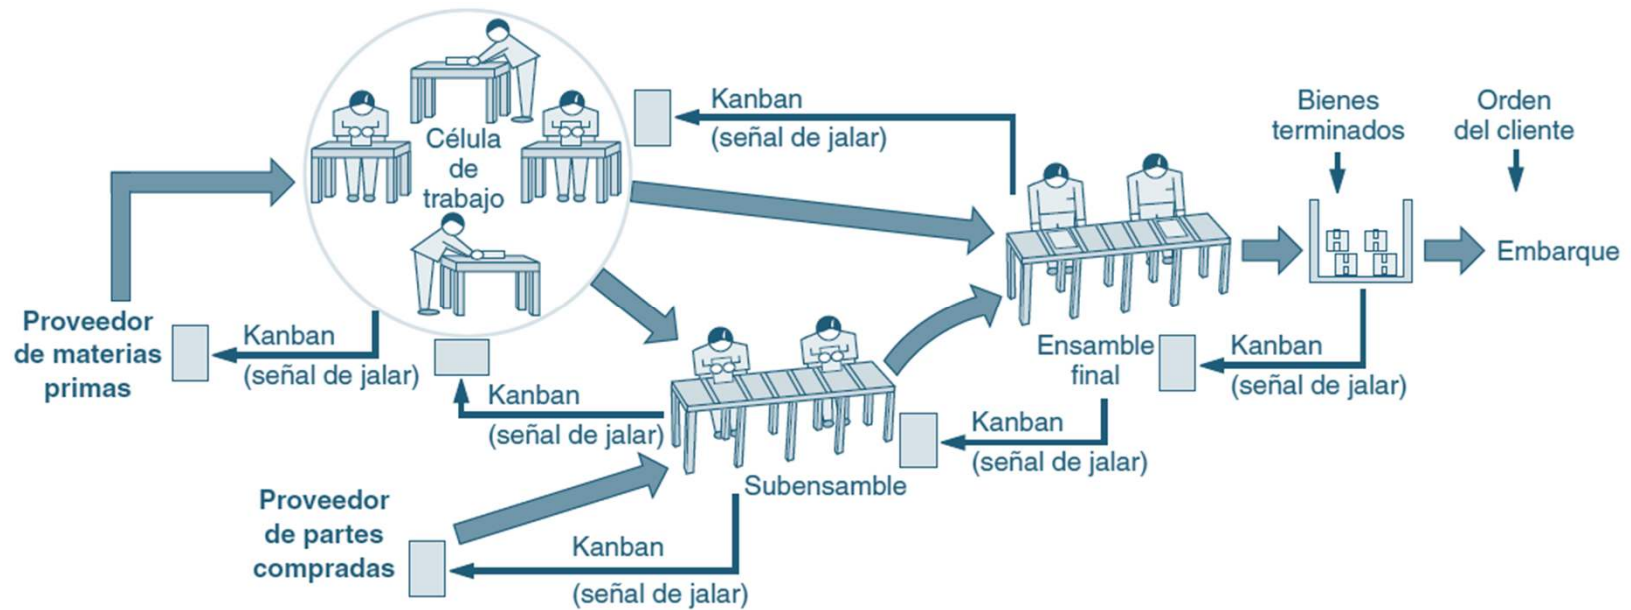 Kanban
(señal de jalar)
Bienes
terminados
Orden
del cliente
Célula
de
trabajo
Embarque
Proveedor
de materias
primas
Kanban
(señal de jalar)
Ensamble
final
Kanban
(señal de jalar)
Kanban
(señal de jalar)
Kanban
(señal de jalar)
Subensamble
Proveedor
de partes
compradas
Kanban
(señal de jalar)